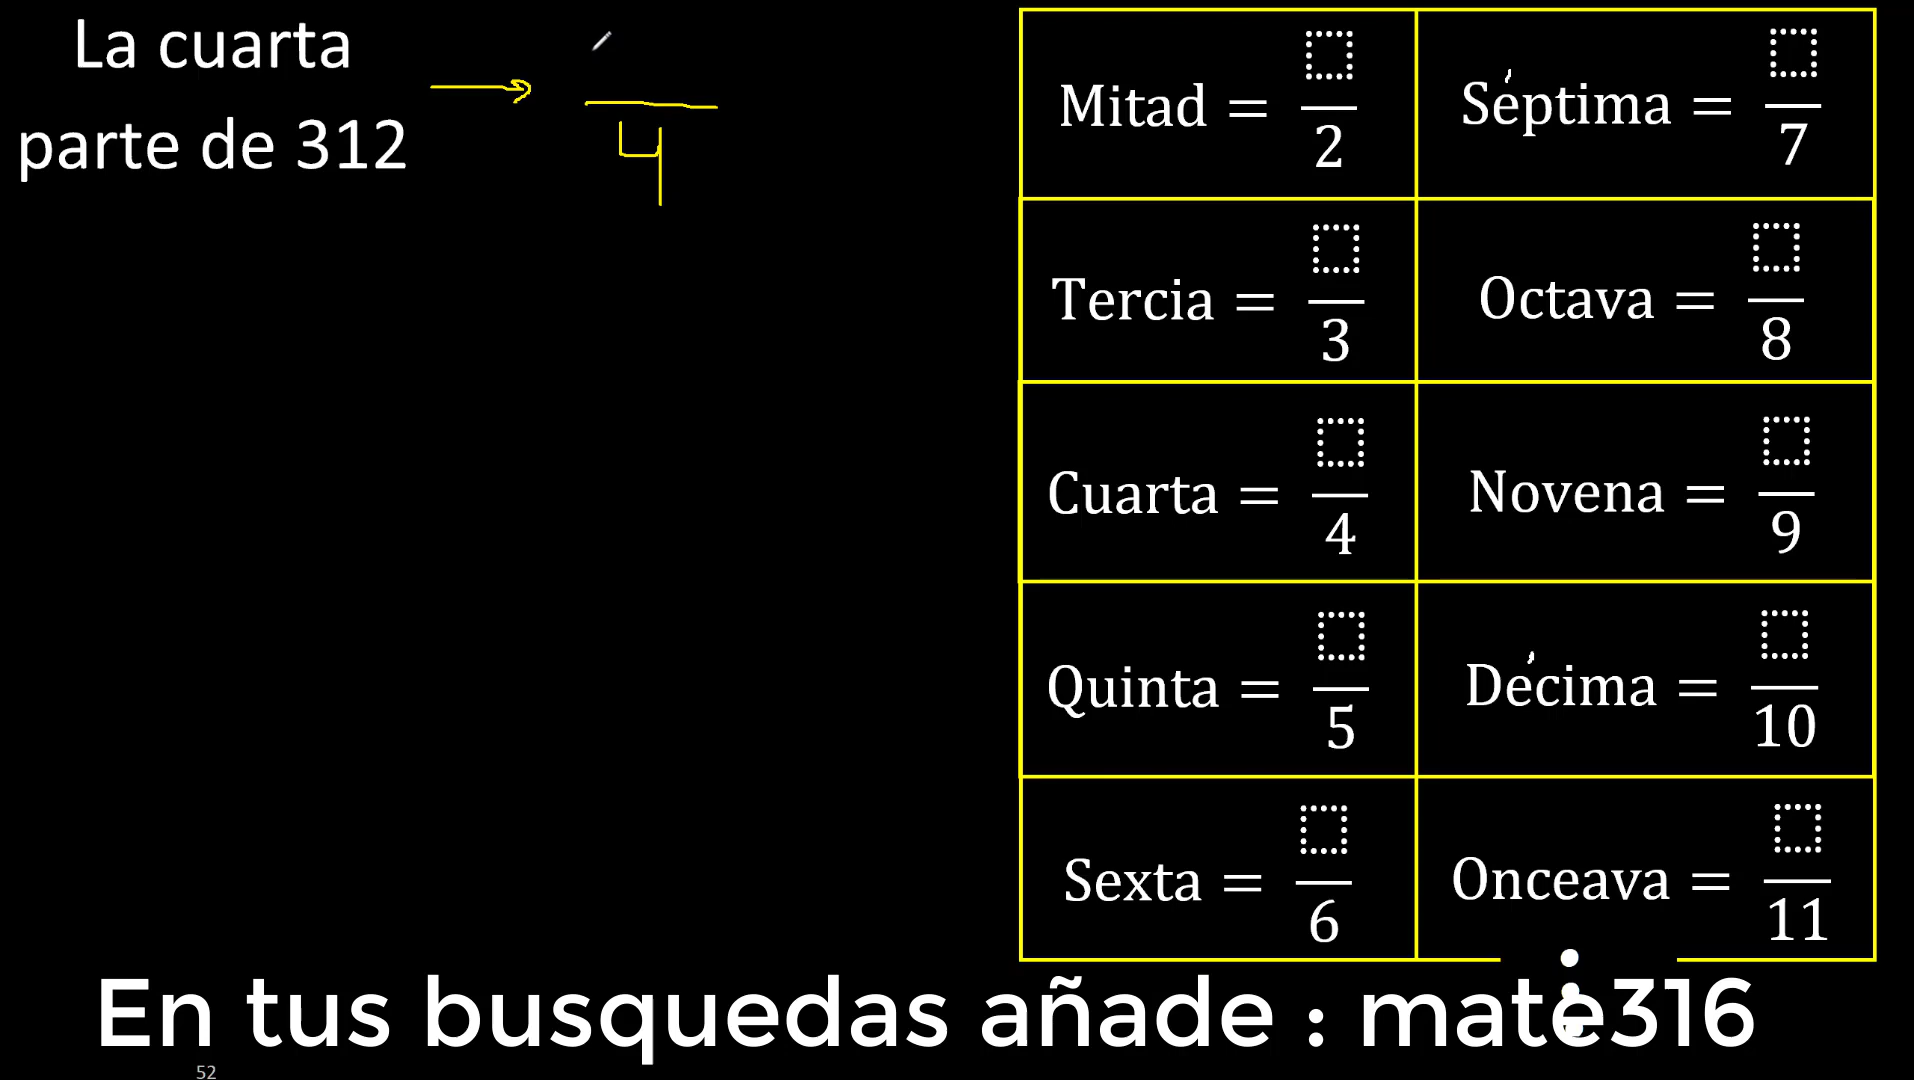 La cuarta
parte de 312
4
Mitad = □/2
Séptima = □/7
Tercia = □/3
Octava = □/8
Cuarta = □/4
Novena = □/9
Quinta = □/5
Décima = □/10
Sexta = □/6
Onceava = □/11
En tus busquedas añade : mate316
52